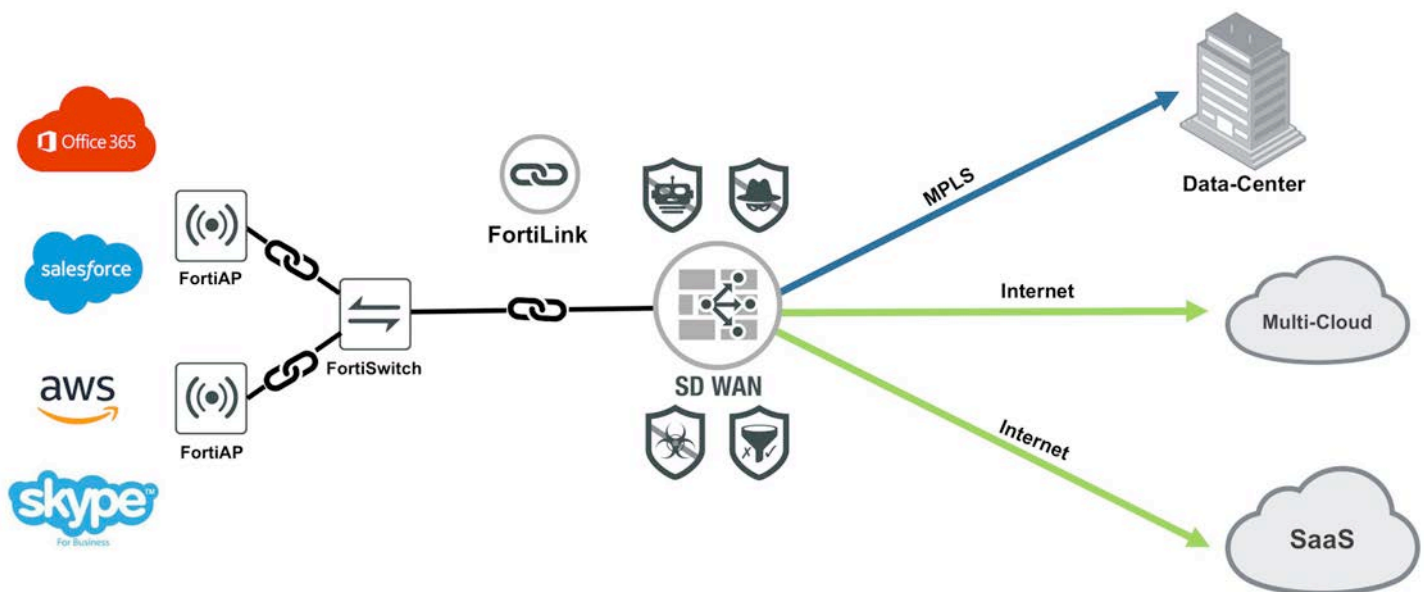 Office 365
salesforce
aws
skype™
For Business
FortiAP
FortiAP
FortiSwitch
FortiLink
SD WAN
MPLS
Internet
Internet
Data-Center
Multi-Cloud
SaaS